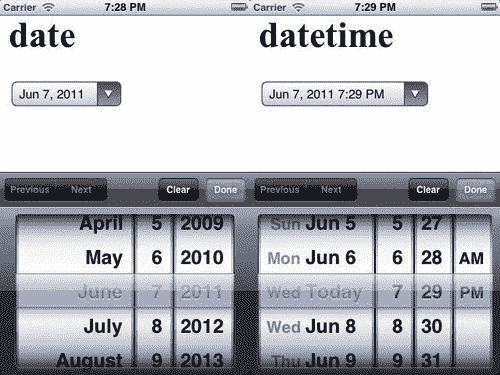 Carrier 7:28 PM
date
Jun 7, 2011
Previous Next Clear Done
April 5 2009
May 6 2010
June 7 2011
July 8 2012
August 9 2013
Carrier 7:29 PM
datetime
Jun 7, 2011 7:29 PM
Previous Next Clear Done
Sun Jun 5 5 27
Mon Jun 6 6 28 AM
Wed Today 7 29 PM
Wed Jun 8 8 30
Thu Jun 9 9 31